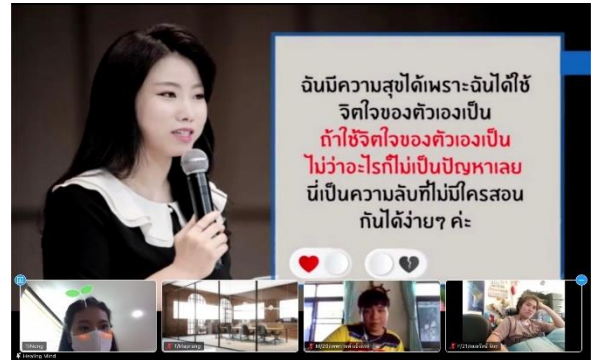 ฉันมีความสุขได้เพราะฉันได้ใช้
จิตใจของตัวเองเป็น
ถ้าใช้จิตใจของตัวเองเป็น
ไม่ว่าอะไรก็ไม่เป็นปัญหาเลย
นี่เป็นความลับที่ไม่มีใครสอน
กันได้ง่ายๆ ค่ะ
Healing Mind